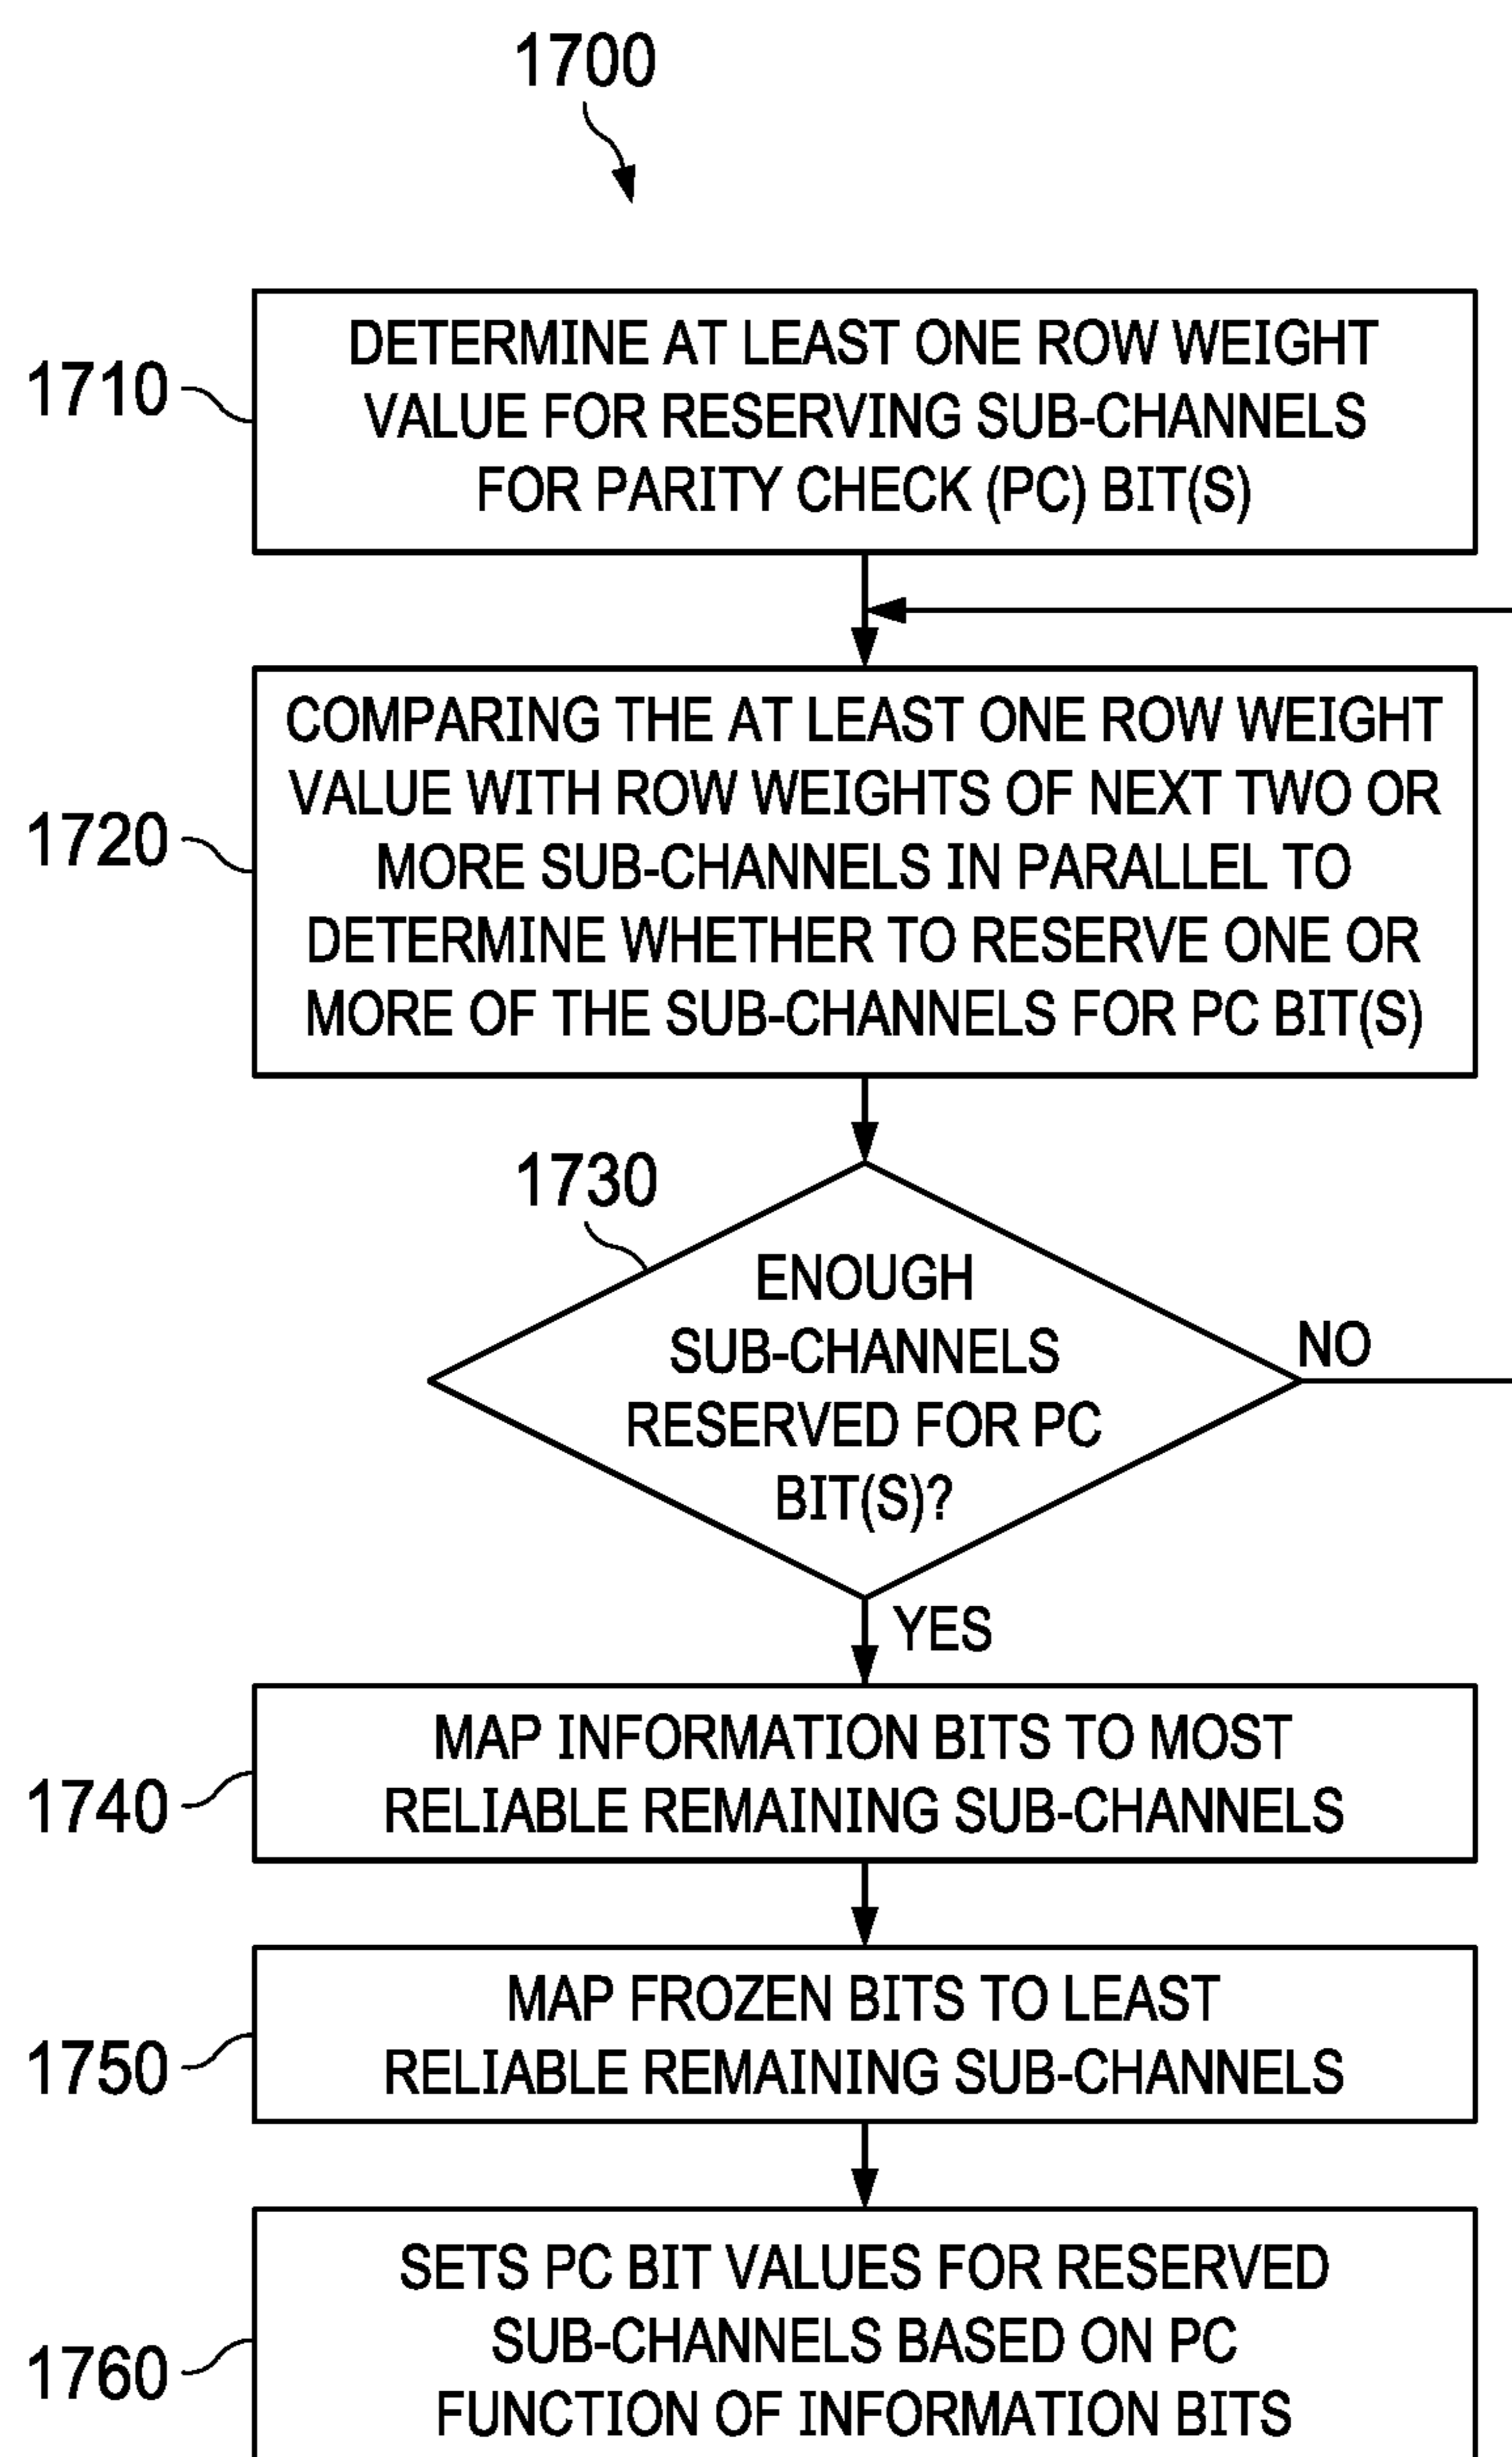 1700
1710
DETERMINE AT LEAST ONE ROW WEIGHT
VALUE FOR RESERVING SUB-CHANNELS
FOR PARITY CHECK (PC) BIT(S)
1720
COMPARING THE AT LEAST ONE ROW WEIGHT
VALUE WITH ROW WEIGHTS OF NEXT TWO OR
MORE SUB-CHANNELS IN PARALLEL TO
DETERMINE WHETHER TO RESERVE ONE OR
MORE OF THE SUB-CHANNELS FOR PC BIT(S)
1730
ENOUGH
SUB-CHANNELS
RESERVED FOR PC
BIT(S)?
NO
YES
1740
MAP INFORMATION BITS TO MOST
RELIABLE REMAINING SUB-CHANNELS
1750
MAP FROZEN BITS TO LEAST
RELIABLE REMAINING SUB-CHANNELS
1760
SETS PC BIT VALUES FOR RESERVED
SUB-CHANNELS BASED ON PC
FUNCTION OF INFORMATION BITS